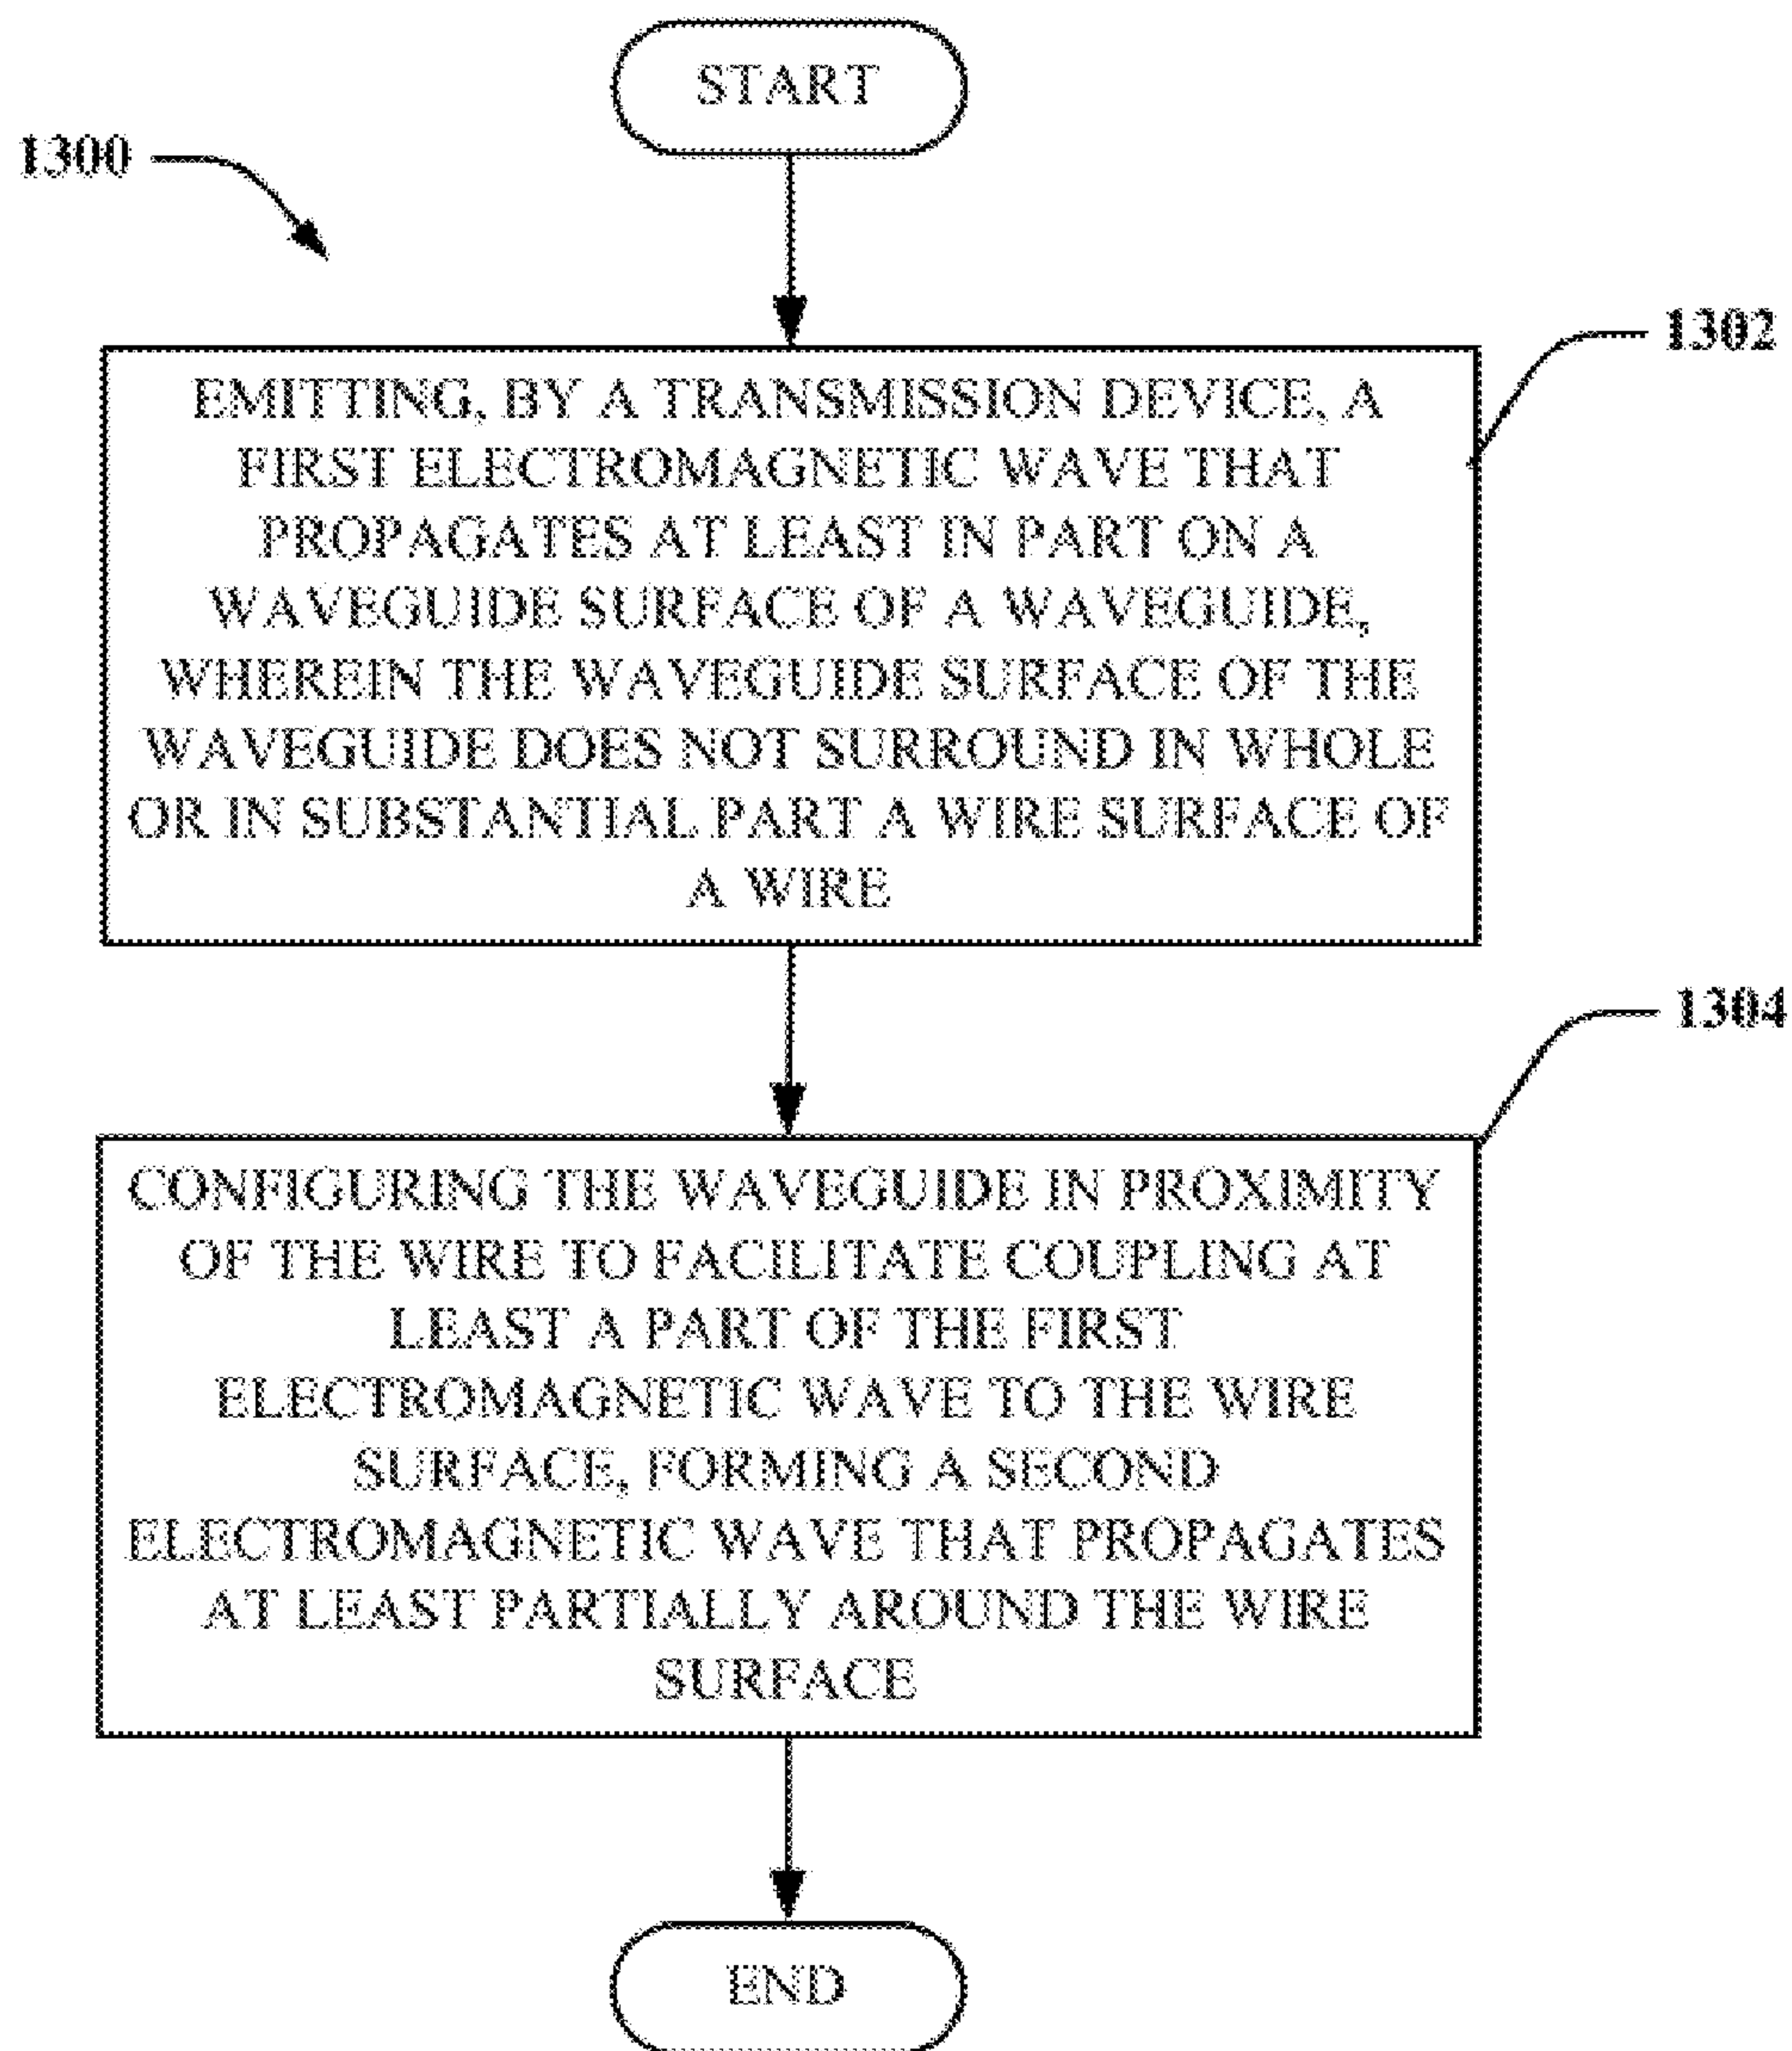 START
1300
1302
EMITTING, BY A TRANSMISSION DEVICE, A
FIRST ELECTROMAGNETIC WAVE THAT
PROPAGATES AT LEAST IN PART ON A
WAVEGUIDE SURFACE OF A WAVEGUIDE,
WHEREIN THE WAVEGUIDE SURFACE OF THE
WAVEGUIDE DOES NOT SURROUND IN WHOLE
OR IN SUBSTANTIAL PART A WIRE SURFACE OF
A WIRE
1304
CONFIGURING THE WAVEGUIDE IN PROXIMITY
OF THE WIRE TO FACILITATE COUPLING AT
LEAST A PART OF THE FIRST
ELECTROMAGNETIC WAVE TO THE WIRE
SURFACE, FORMING A SECOND
ELECTROMAGNETIC WAVE THAT PROPAGATES
AT LEAST PARTIALLY AROUND THE WIRE
SURFACE
END